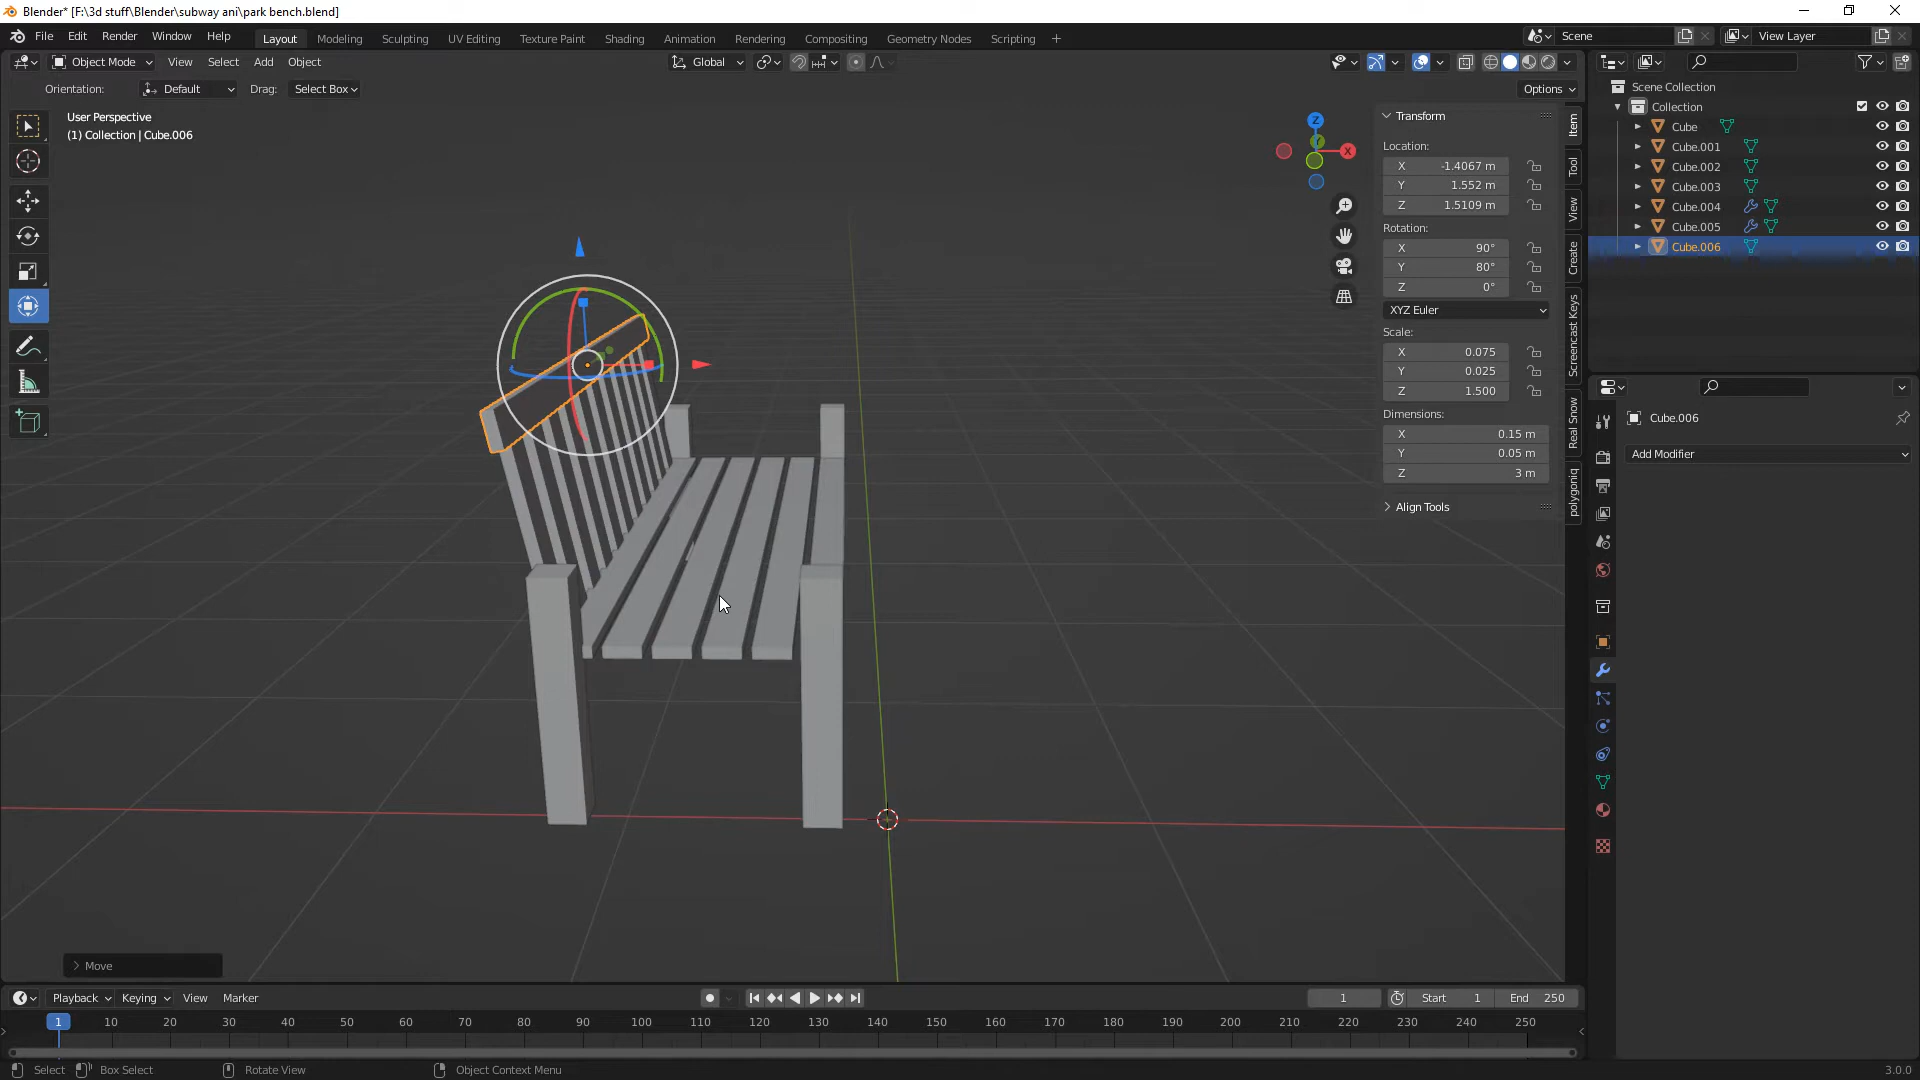 Blender* [F:\3d stuff\Blender\subway ani\park bench.blend]
File Edit Render Window Help Layout Modeling Sculpting UV Editing Texture Paint Shading Animation Rendering Compositing Geometry Nodes Scripting + Scene View Layer
Object Mode View Select Add Object Global
Orientation: Default Drag: Select Box Options
User Perspective
(1) Collection | Cube.006
Z
Y
X
Transform
Location:
X -1.4067 m
Y 1.552 m
Z 1.5109 m
Rotation:
X 90°
Y 80°
Z 0°
XYZ Euler
Scale:
X 0.075
Y 0.025
Z 1.500
Dimensions:
X 0.15 m
Y 0.05 m
Z 3 m
Align Tools
Item
Tool
View
Create
Screencast Keys
Real Snow
polygoniq
Scene Collection
Collection
Cube
Cube.001
Cube.002
Cube.003
Cube.004
Cube.005
Cube.006
Cube.006
Add Modifier
Move
Playback Keying View Marker 1 Start 1 End 250
1 10 20 30 40 50 60 70 80 90 100 110 120 130 140 150 160 170 180 190 200 210 220 230 240 250
Select Box Select Rotate View Object Context Menu 3.0.0